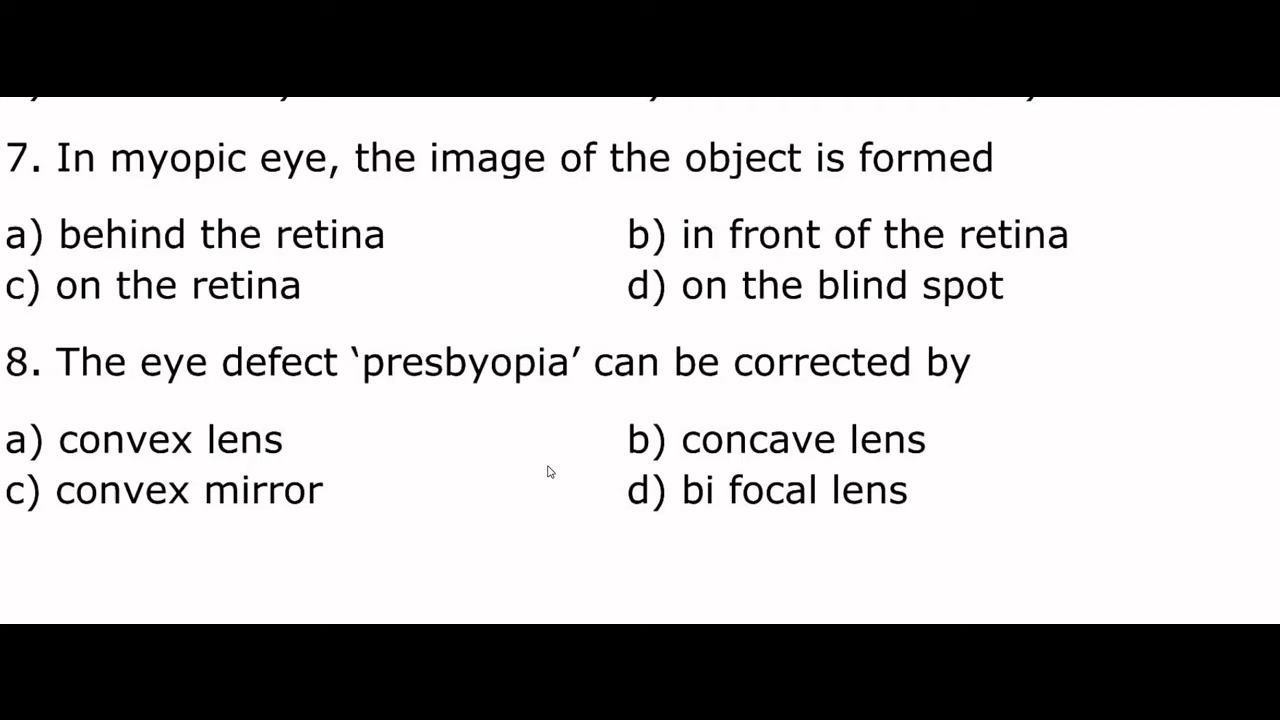 7. In myopic eye, the image of the object is formed
a) behind the retina b) in front of the retina
c) on the retina d) on the blind spot
8. The eye defect ‘presbyopia’ can be corrected by
a) convex lens b) concave lens
c) convex mirror d) bi focal lens